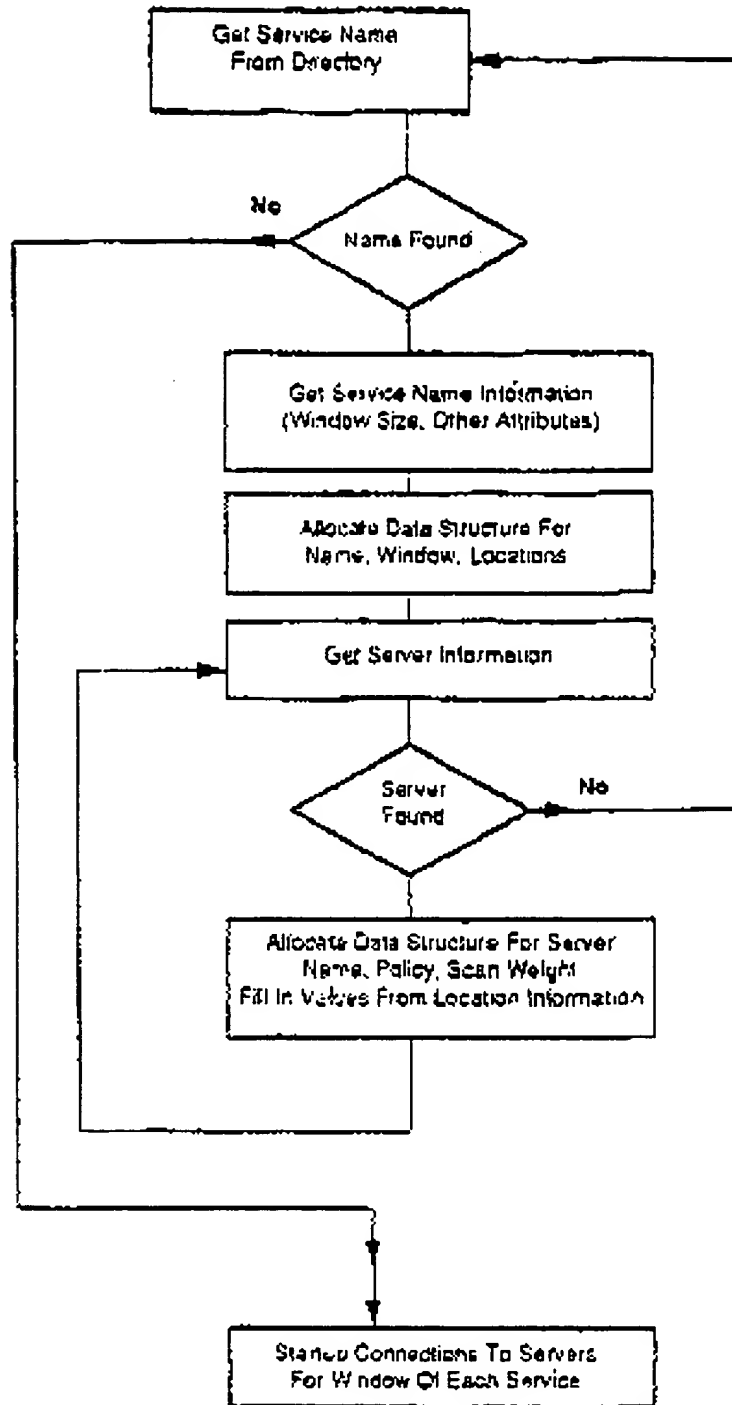 Get Service Name
From Directory
No
Name Found
Get Service Name Information
(Window Size, Other Attributes)
Allocate Data Structure For
Name, Window, Locations
Get Server Information
Server
Found
No
Allocate Data Structure For Server
Name, Policy, Scan Weight
Fill In Values From Location Information
Startup Connections To Servers
For Window Of Each Service